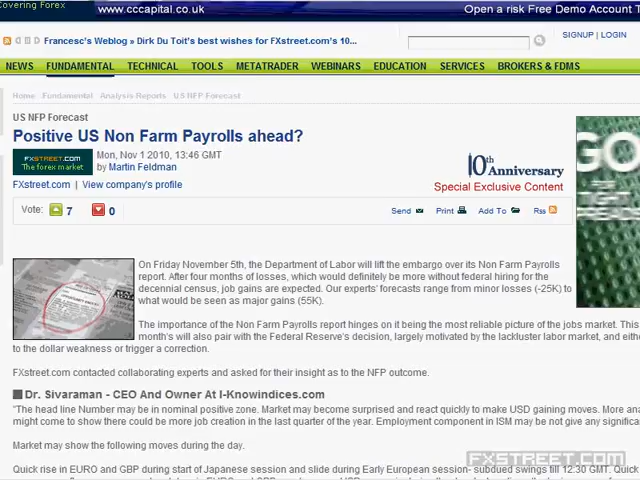 Covering Forex
www.cccapital.co.uk
Open a risk Free Demo Account T
Francesc's Weblog » Dirk Du Toit's best wishes for FXstreet.com's 10...
SIGNUP | LOGIN
NEWS FUNDAMENTAL TECHNICAL TOOLS METATRADER WEBINARS EDUCATION SERVICES BROKERS & FDMS
Home Fundamental Analysis Reports US NFP Forecast
US NFP Forecast
Positive US Non Farm Payrolls ahead?
FXSTREET.COM
The forex market
Mon, Nov 1 2010, 13:46 GMT
by Martin Feldman
10th Anniversary
Special Exclusive Content
FXstreet.com | View company's profile
Vote: 7 0
Send Print Add To Rss
GO
On Friday November 5th, the Department of Labor will lift the embargo over its Non Farm Payrolls
report. After four months of losses, which would definitely be more without federal hiring for the
decennial census, job gains are expected. Our experts' forecasts range from minor losses (-25K) to
what would be seen as major gains (55K).
The importance of the Non Farm Payrolls report hinges on it being the most reliable picture of the jobs market. This
month's will also pair with the Federal Reserve's decision, largely motivated by the lackluster labor market, and eithe
to the dollar weakness or trigger a correction.
FXstreet.com contacted collaborating experts and asked for their insight as to the NFP outcome.
Dr. Sivaraman - CEO And Owner At I-Knowindices.com
"The head line Number may be in nominal positive zone. Market may become surprised and react quickly to make USD gaining moves. More ana
might come to show there could be more job creation in the last quarter of the year. Employment component in ISM may be not give any significa
Market may show the following moves during the day.
Quick rise in EURO and GBP during start of Japanese session and slide during Early European session- subdued swings till 12:30 GMT. Quick
FXSTREET.COM